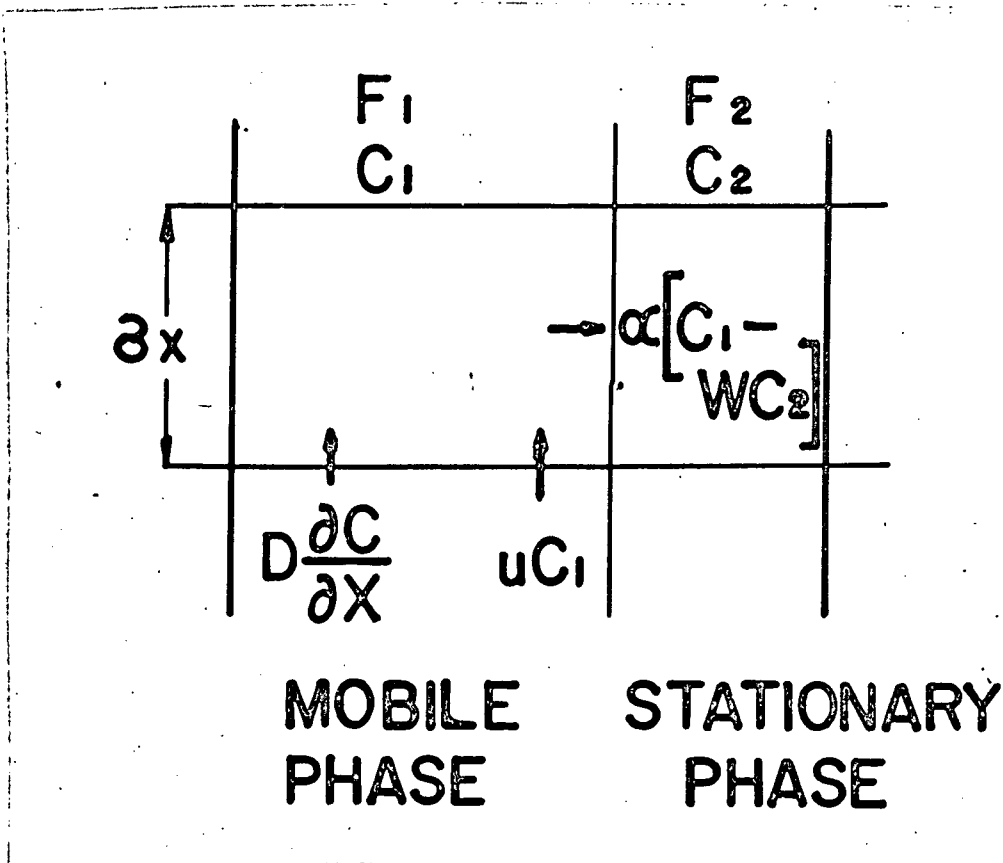 F1 F2
C1 C2
∂x
α[C1−
WC2]
D ∂C/∂X uC1
MOBILE STATIONARY
PHASE PHASE